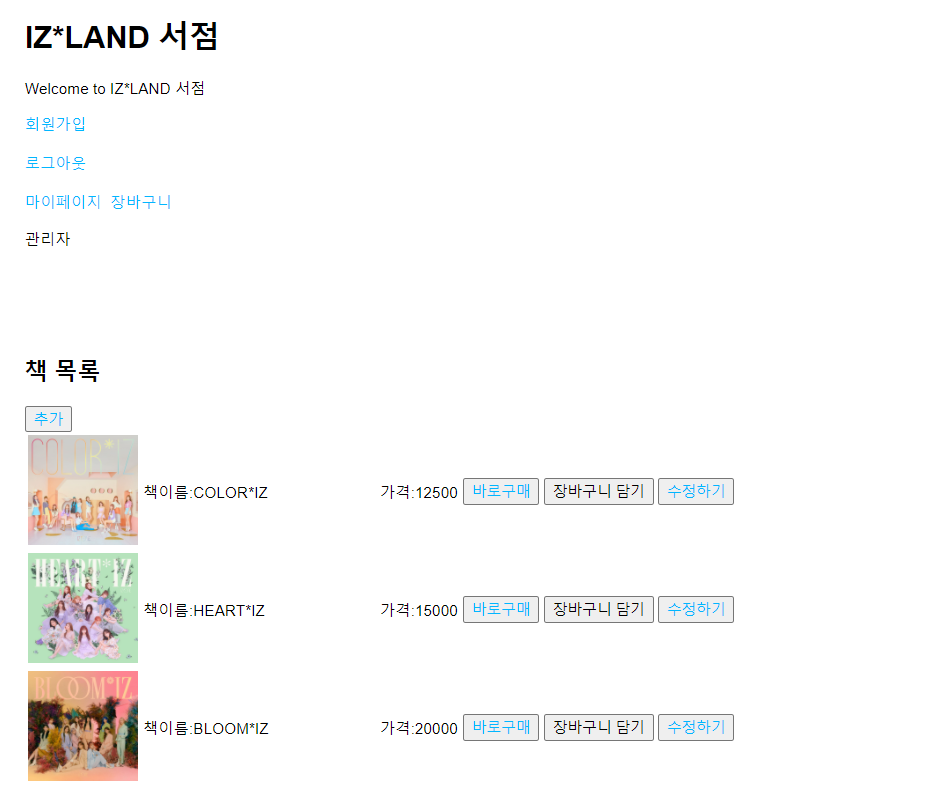 IZ*LAND 서점
Welcome to IZ*LAND 서점
회원가입
로그아웃
마이페이지 장바구니
관리자
책 목록
추가
COLOR*IZ
책이름:COLOR*IZ 가격:12500 바로구매 장바구니 담기 수정하기
HEART*IZ
책이름:HEART*IZ 가격:15000 바로구매 장바구니 담기 수정하기
BLOOM*IZ
책이름:BLOOM*IZ 가격:20000 바로구매 장바구니 담기 수정하기